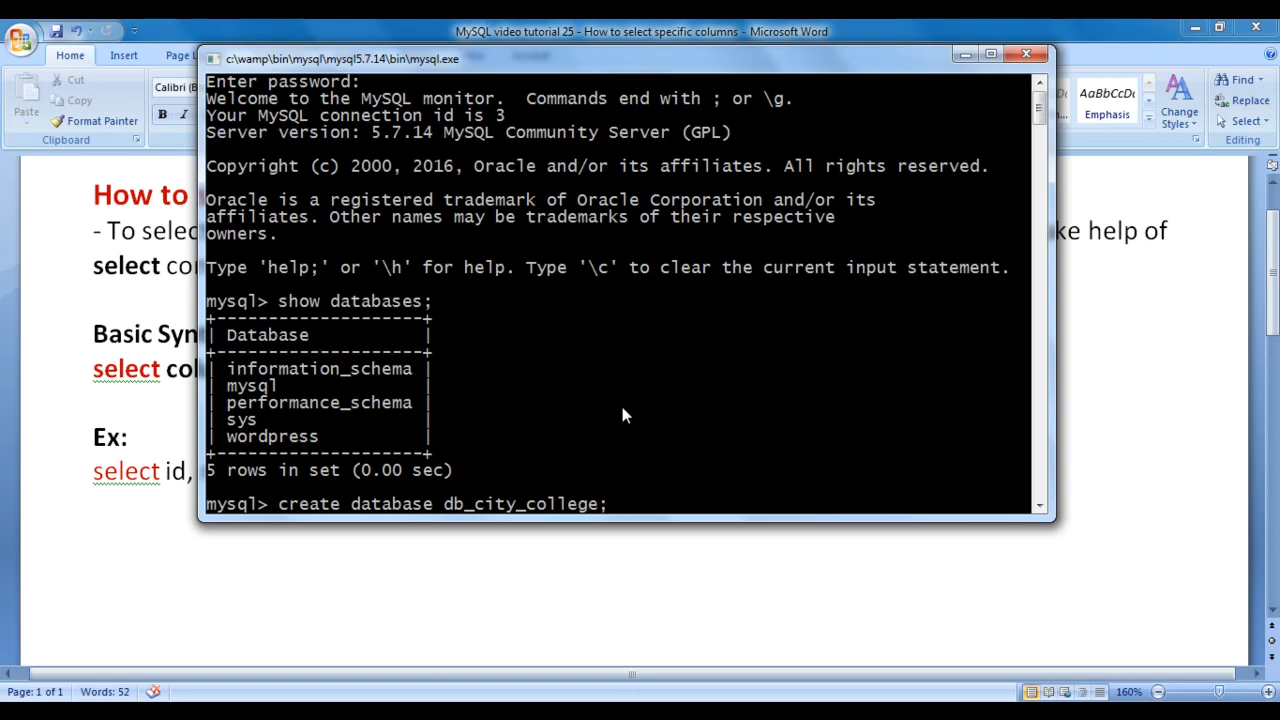 MySQL video tutorial 25 - How to select specific columns - Microsoft Word
Home
Insert
Page L
Cut
Copy
Format Painter
Paste
Clipboard
Calibri (B
B I
AaBbCc
Emphasis
Change
Styles
Find
Replace
Select
Editing
c:\wamp\bin\mysql\mysql5.7.14\bin\mysql.exe
Enter password:
Welcome to the MySQL monitor.  Commands end with ; or \g.
Your MySQL connection id is 3
Server version: 5.7.14 MySQL Community Server (GPL)
Copyright (c) 2000, 2016, Oracle and/or its affiliates. All rights reserved.
Oracle is a registered trademark of Oracle Corporation and/or its
affiliates. Other names may be trademarks of their respective
owners.
Type 'help;' or '\h' for help. Type '\c' to clear the current input statement.
mysql> show databases;
+--------------------+
| Database           |
+--------------------+
| information_schema |
| mysql              |
| performance_schema |
| sys                |
| wordpress          |
+--------------------+
5 rows in set (0.00 sec)
mysql> create database db_city_college;
How to
- To selec
ke help of
select co
Basic Syn
select col
Ex:
select id,
Page: 1 of 1
Words: 52
160%